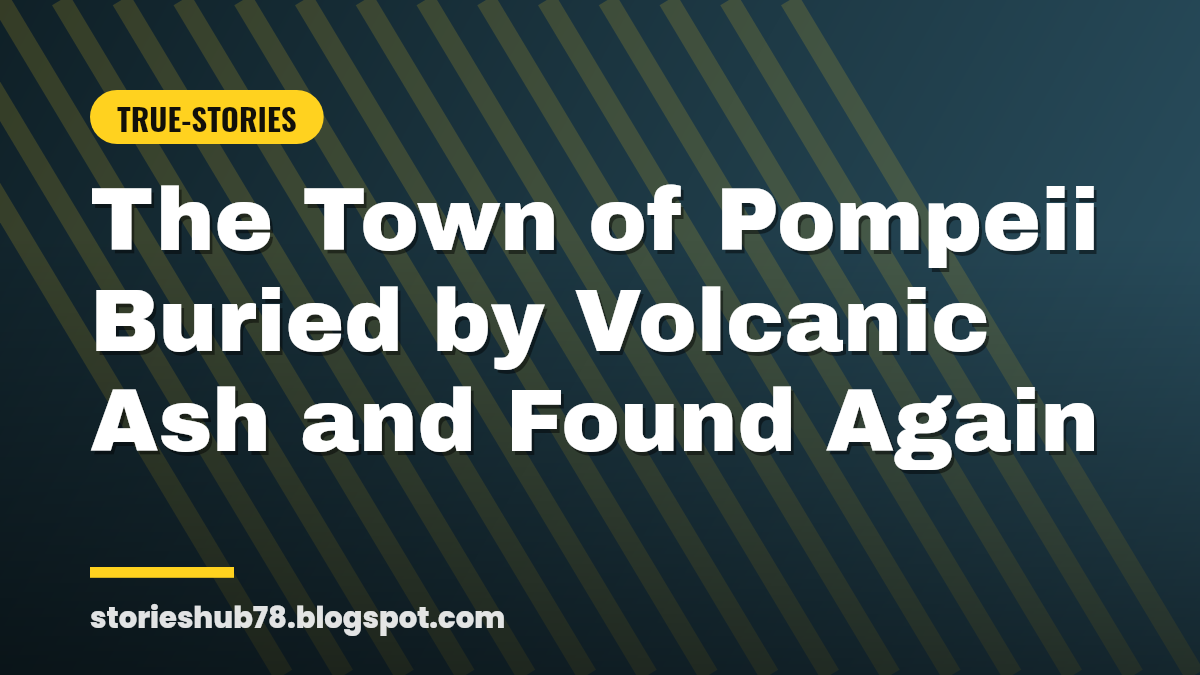 TRUE-STORIES
The Town of Pompeii
Buried by Volcanic
Ash and Found Again
storieshub78.blogspot.com